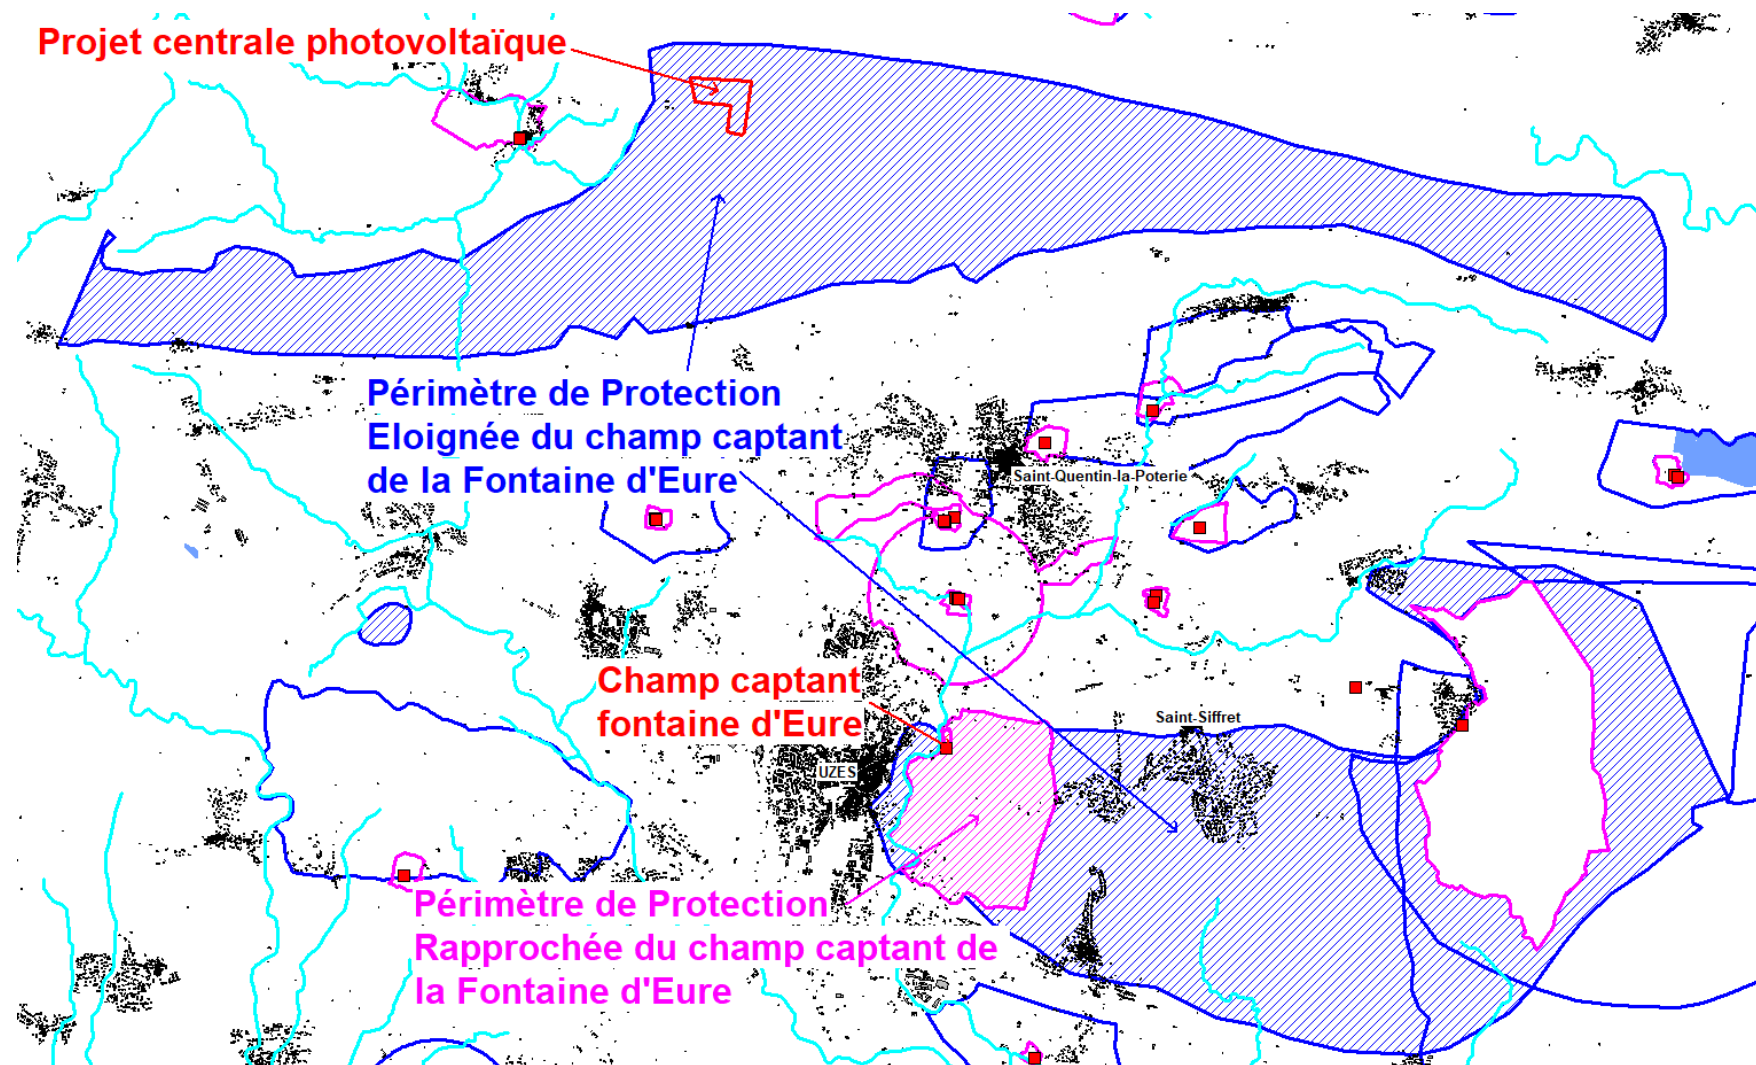 Projet centrale photovoltaïque
Périmètre de Protection
Eloignée du champ captant
de la Fontaine d'Eure
Saint-Quentin-la-Poterie
Champ captant
fontaine d'Eure
Saint-Siffret
UZES
Périmètre de Protection
Rapprochée du champ captant de
la Fontaine d'Eure